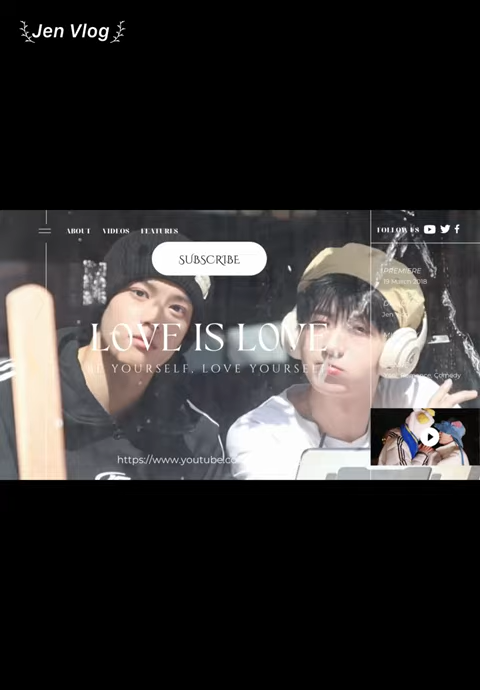 Jen Vlog
ABOUT VIDEOS FEATURES
FOLLOW US
SUBSCRIBE
PREMIERE
19 March 2018
LOVE IS LOVE
BE YOURSELF, LOVE YOURSELF
Comedy
https://www.youtube.co